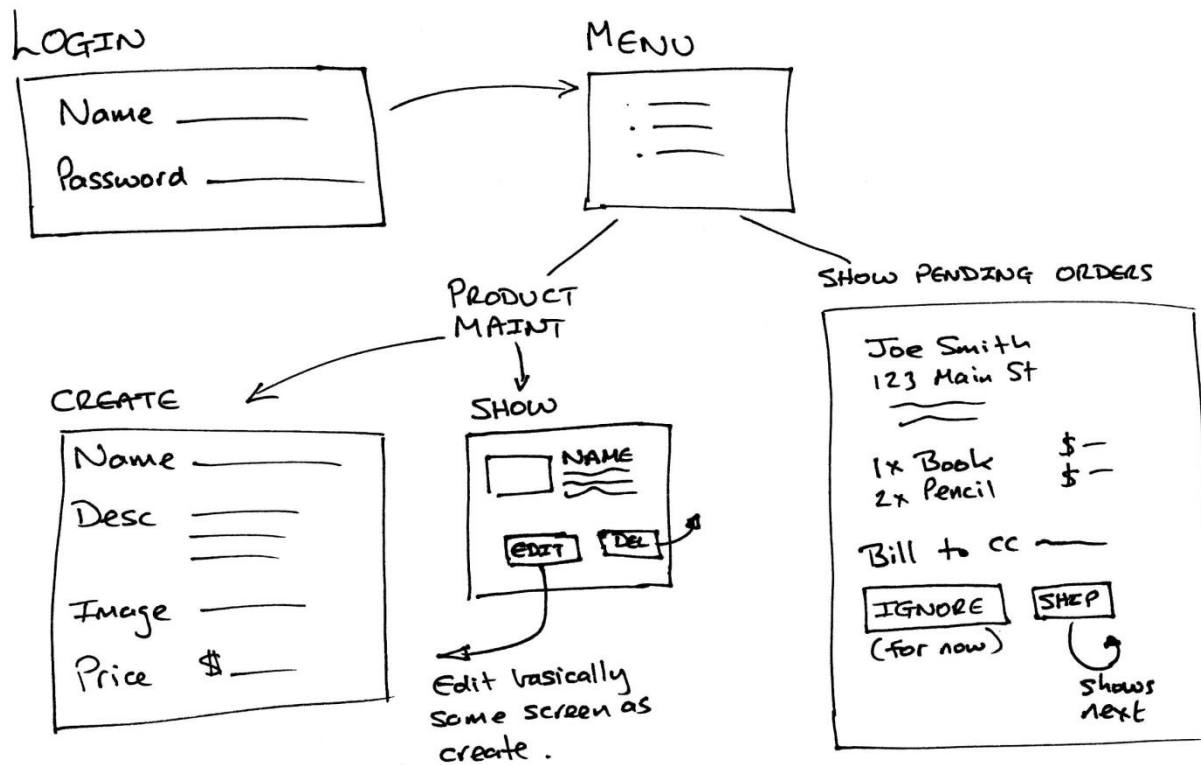 LOGIN
Name
Password
MENU
PRODUCT
MAINT
CREATE
Name
Desc
Image
Price $
SHOW
NAME
EDIT DEL
Edit basically
same screen as
create.
SHOW PENDING ORDERS
Joe Smith
123 Main St
1x Book $ —
2x Pencil $ —
Bill to CC
IGNORE SHIP
(for now)
shows
next